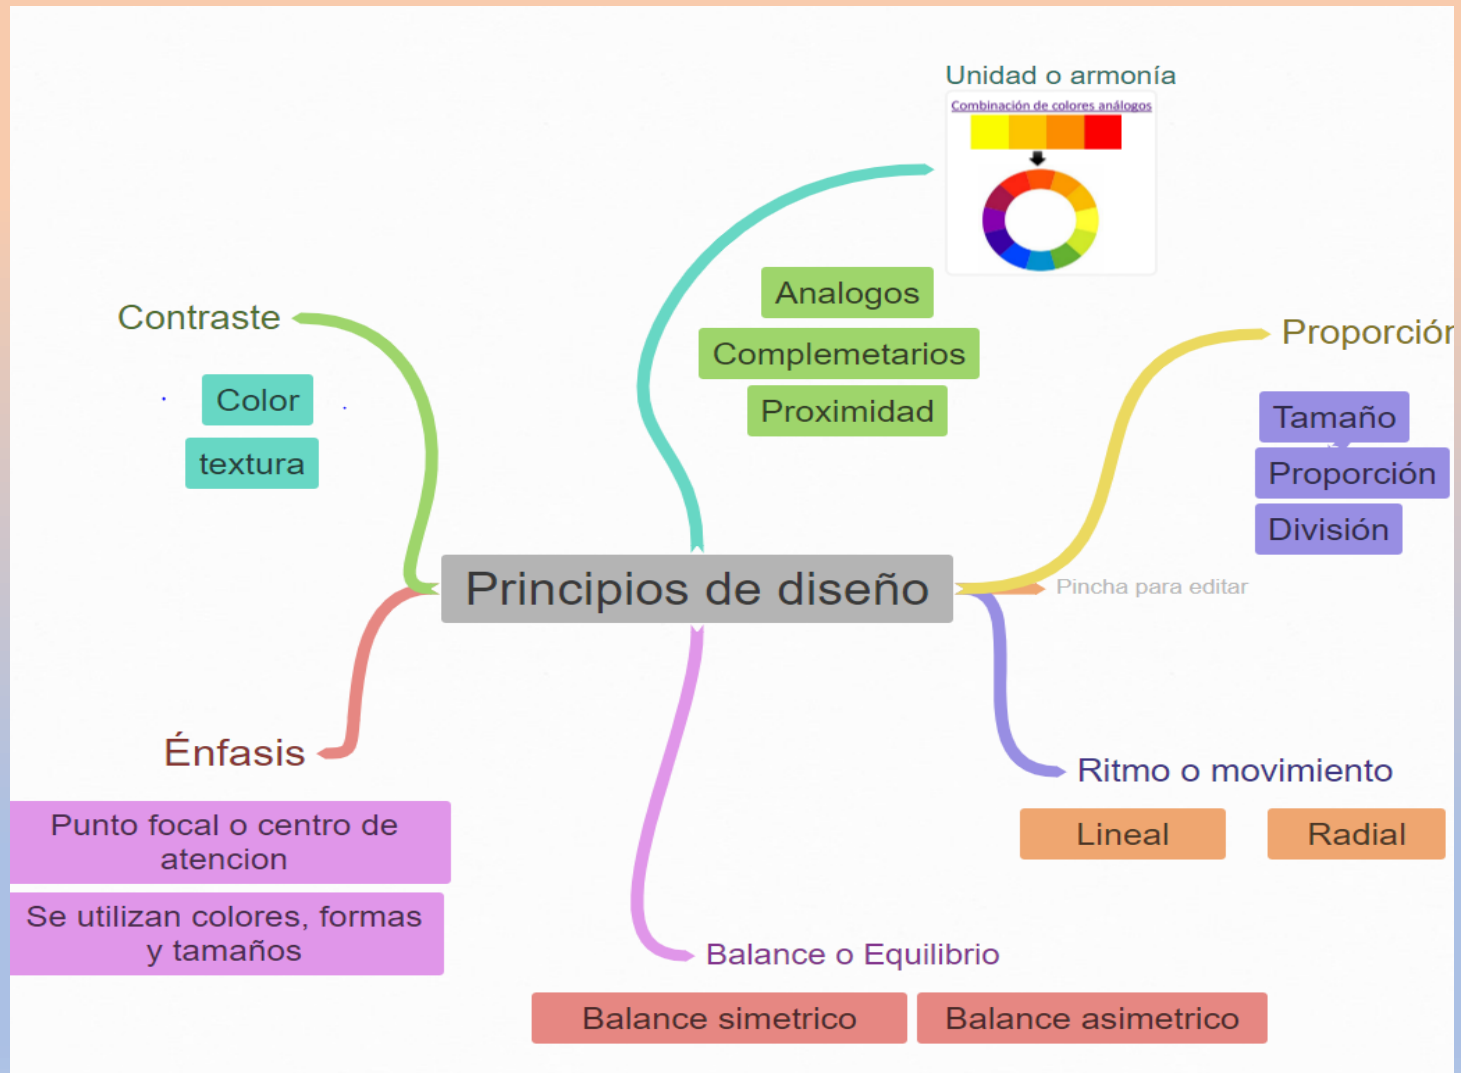 Unidad o armonía
Combinación de colores análogos
Analogos
Complemetarios
Proximidad
Contraste
Color
textura
Proporción
Tamaño
Proporción
División
Principios de diseño
Pincha para editar
Énfasis
Punto focal o centro de
atencion
Se utilizan colores, formas
y tamaños
Ritmo o movimiento
Lineal
Radial
Balance o Equilibrio
Balance simetrico
Balance asimetrico